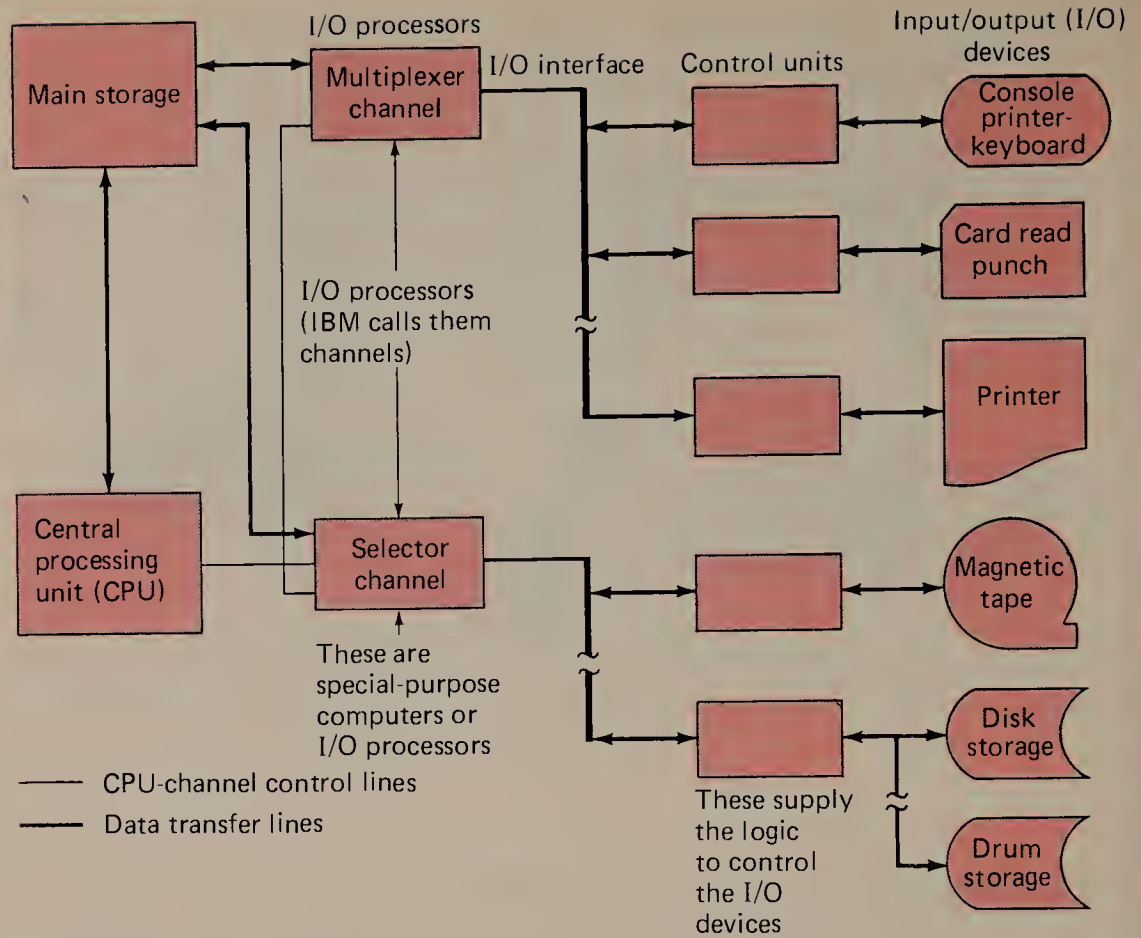 I/O processors
Input/output (I/O)
devices
Main storage
Multiplexer
channel
I/O interface
Control units
Console
printer-
keyboard
Card read
punch
I/O processors
(IBM calls them
channels)
Printer
Central
processing
unit (CPU)
Selector
channel
Magnetic
tape
These are
special-purpose
computers or
I/O processors
Disk
storage
CPU-channel control lines
Data transfer lines
These supply
the logic
to control
the I/O
devices
Drum
storage